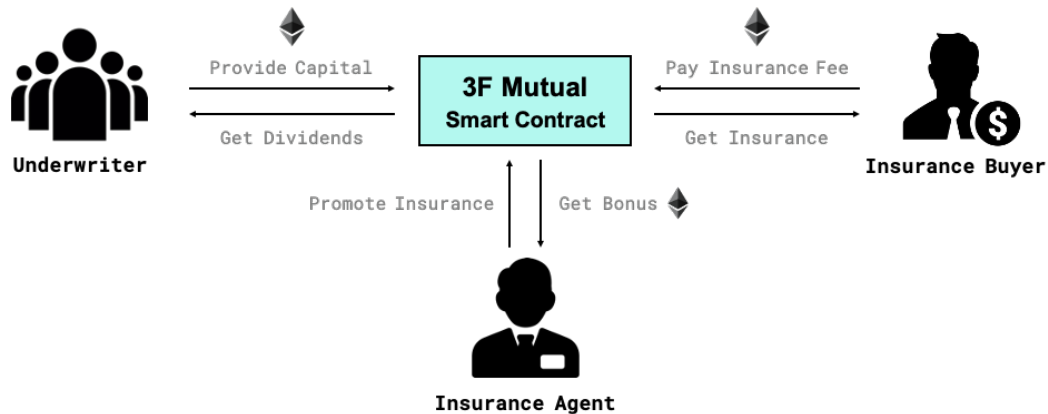 Provide Capital
Pay Insurance Fee
3F Mutual
Smart Contract
Get Dividends
Get Insurance
$
Underwriter
Insurance Buyer
Promote Insurance
Get Bonus
Insurance Agent